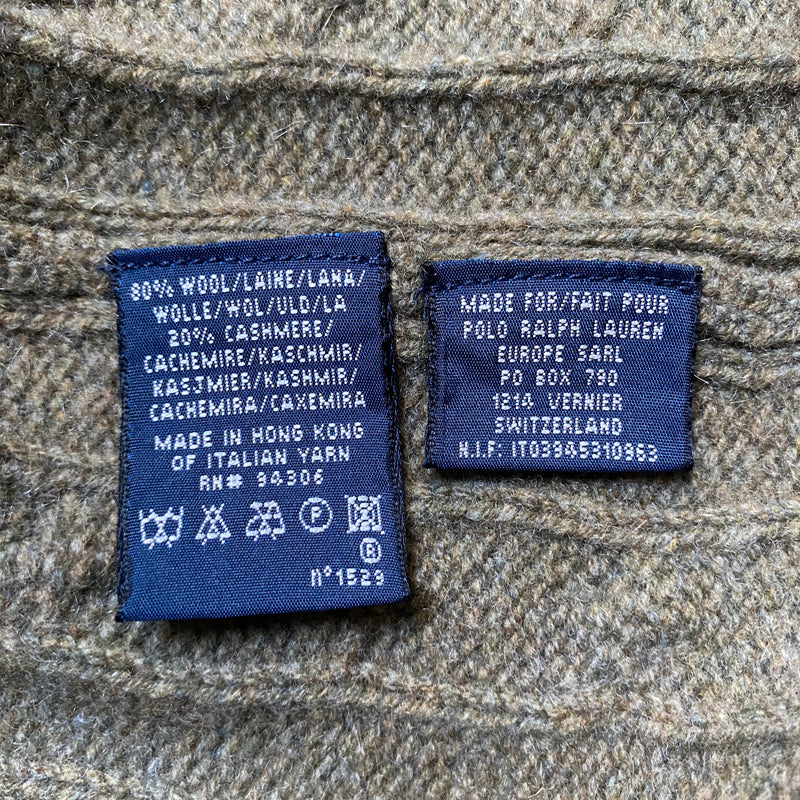 80% WOOL/LAINE/LANA/
WOLLE/WOL/ULD/LA
20% CASHMERE/
CACHEMIRE/KASCHMIR/
KASJMIER/KASHMIR/
CACHEMIRA/CAXEMIRA
MADE IN HONG KONG
OF ITALIAN YARN
RN# 94306
P
R
n°1529
MADE FOR/FAIT POUR
POLO RALPH LAUREN
EUROPE SARL
PO BOX 790
1214 VERNIER
SWITZERLAND
N.I.F: IT03945310963